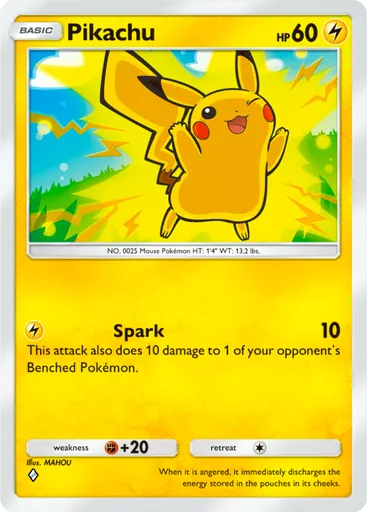 BASIC Pikachu HP 60
NO. 0025 Mouse Pokémon HT: 1'4" WT: 13.2 lbs.
Spark 10
This attack also does 10 damage to 1 of your opponent's
Benched Pokémon.
weakness +20 retreat
Illus. MAHOU
When it is angered, it immediately discharges the
energy stored in the pouches in its cheeks.